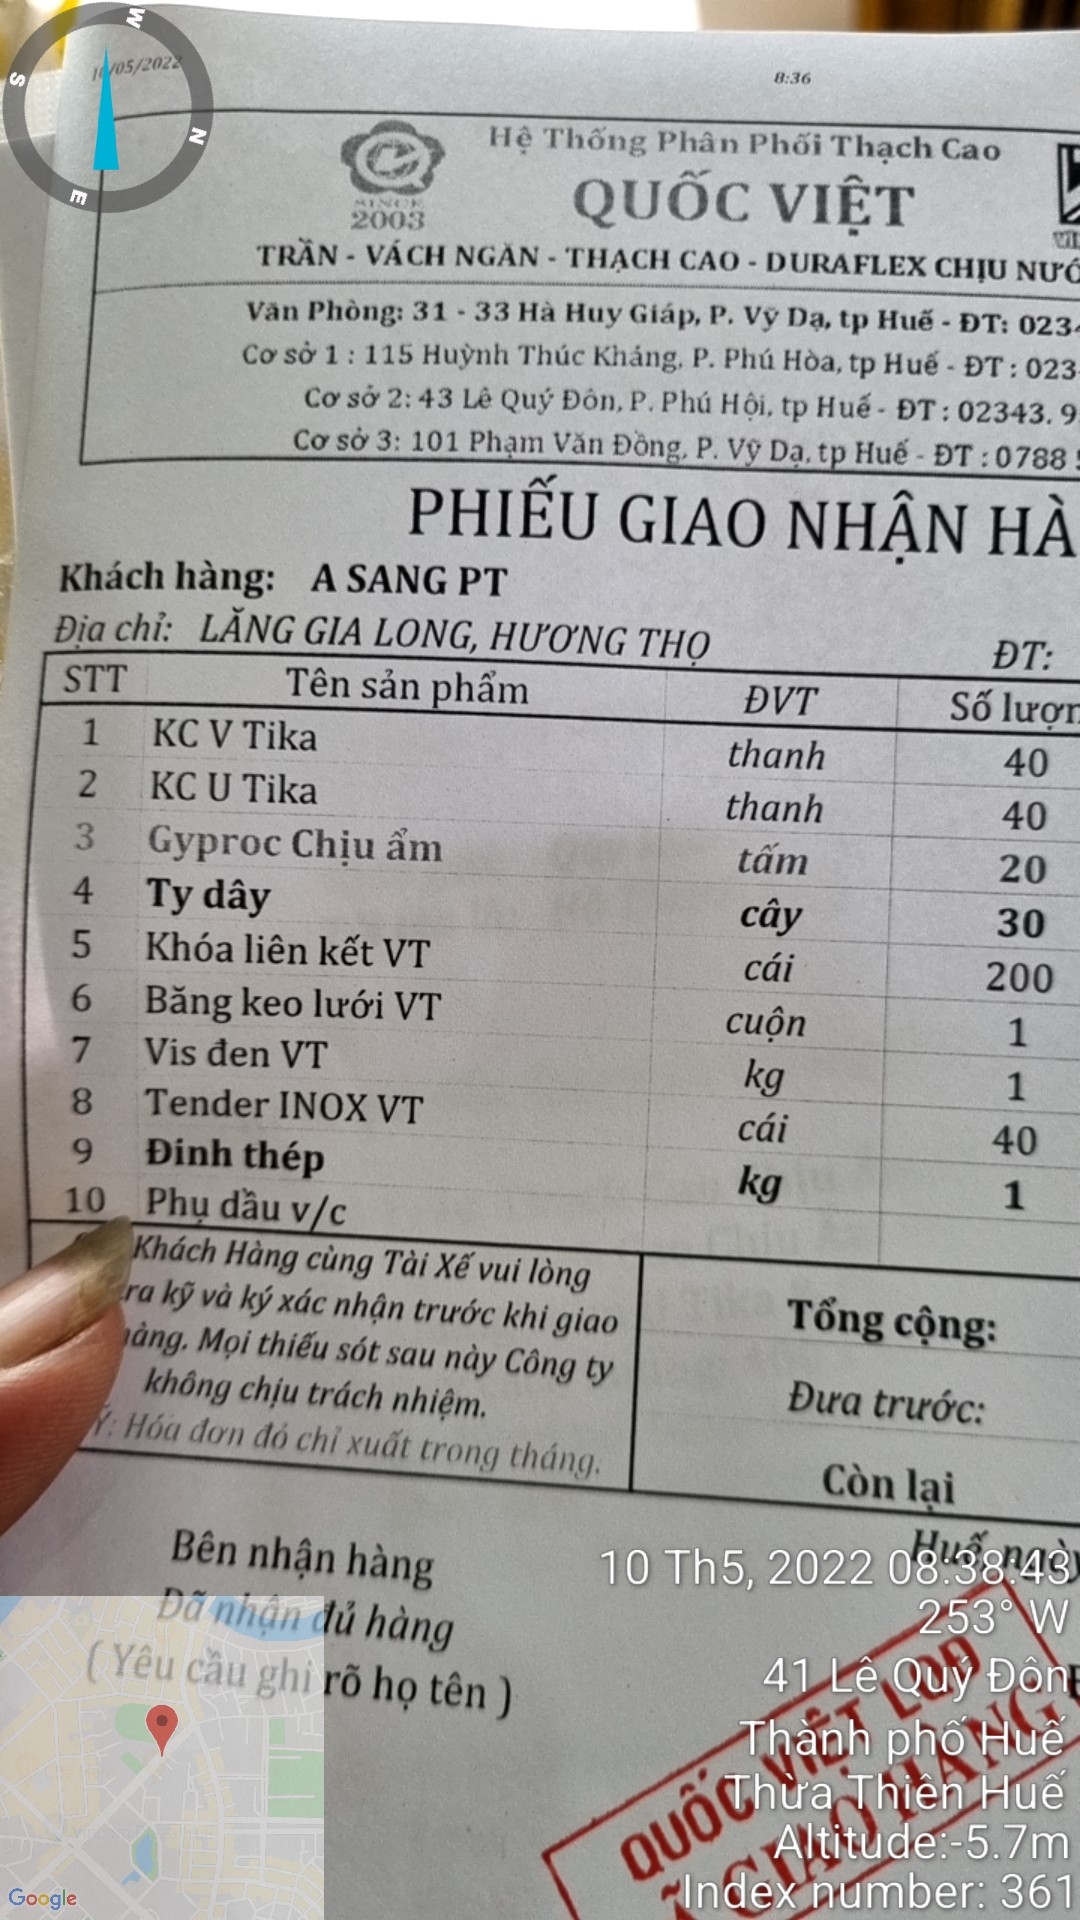 W
S
N
E
/05/2022
8:36
SINCE
2003
Hệ Thống Phân Phối Thạch Cao
QUỐC VIỆT
TRẦN - VÁCH NGĂN - THẠCH CAO - DURAFLEX CHỊU NƯỚ
Văn Phòng: 31 - 33 Hà Huy Giáp, P. Vỹ Dạ, tp Huế - ĐT: 0234
Cơ sở 1 : 115 Huỳnh Thúc Kháng, P. Phú Hòa, tp Huế - ĐT : 023
Cơ sở 2: 43 Lê Quý Đôn, P. Phú Hội, tp Huế - ĐT : 02343. 9
Cơ sở 3: 101 Phạm Văn Đồng, P. Vỹ Dạ, tp Huế - ĐT : 0788
PHIẾU GIAO NHẬN HÀ
Khách hàng: A SANG PT
Địa chỉ: LĂNG GIA LONG, HƯƠNG THỌ ĐT:
STT Tên sản phẩm ĐVT Số lượn
1 KC V Tika thanh 40
2 KC U Tika thanh 40
3 Gyproc Chịu ẩm tấm 20
4 Ty dây cây 30
5 Khóa liên kết VT cái 200
6 Băng keo lưới VT cuộn 1
7 Vis đen VT kg 1
8 Tender INOX VT cái 40
9 Đinh thép kg 1
10 Phụ dầu v/c
Khách Hàng cùng Tài Xế vui lòng
ra kỹ và ký xác nhận trước khi giao
hàng. Mọi thiếu sót sau này Công ty
không chịu trách nhiệm.
Ý: Hóa đơn đỏ chỉ xuất trong tháng.
Tổng cộng:
Đưa trước:
Còn lại
Huế, ngày
Bên nhận hàng
Đã nhận đủ hàng
( Yêu cầu ghi rõ họ tên )
QUỐC VIỆT LOP
GIAO HÀNG
10 Th5, 2022 08:38:43
253° W
41 Lê Quý Đôn
Thành phố Huế
Thừa Thiên Huế
Altitude:-5.7m
Index number: 361
Google